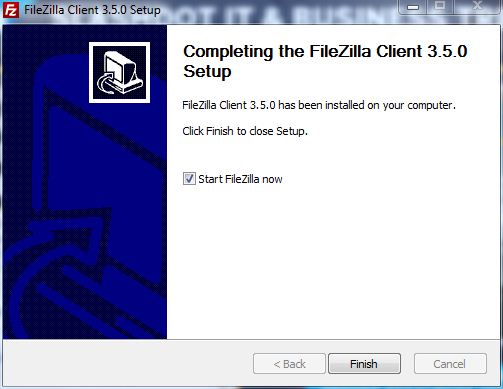 FileZilla Client 3.5.0 Setup
Completing the FileZilla Client 3.5.0
Setup
FileZilla Client 3.5.0 has been installed on your computer.
Click Finish to close Setup.
Start FileZilla now
< Back
Finish
Cancel